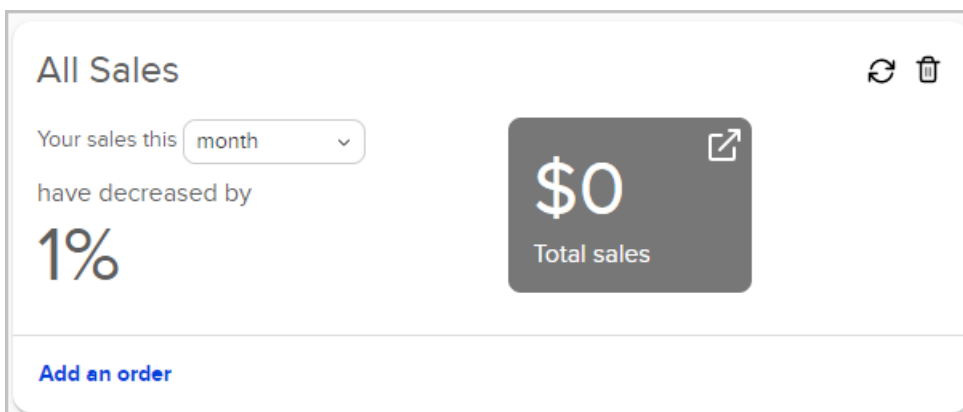 All Sales
Your sales this month
have decreased by
1%
$0
Total sales
Add an order